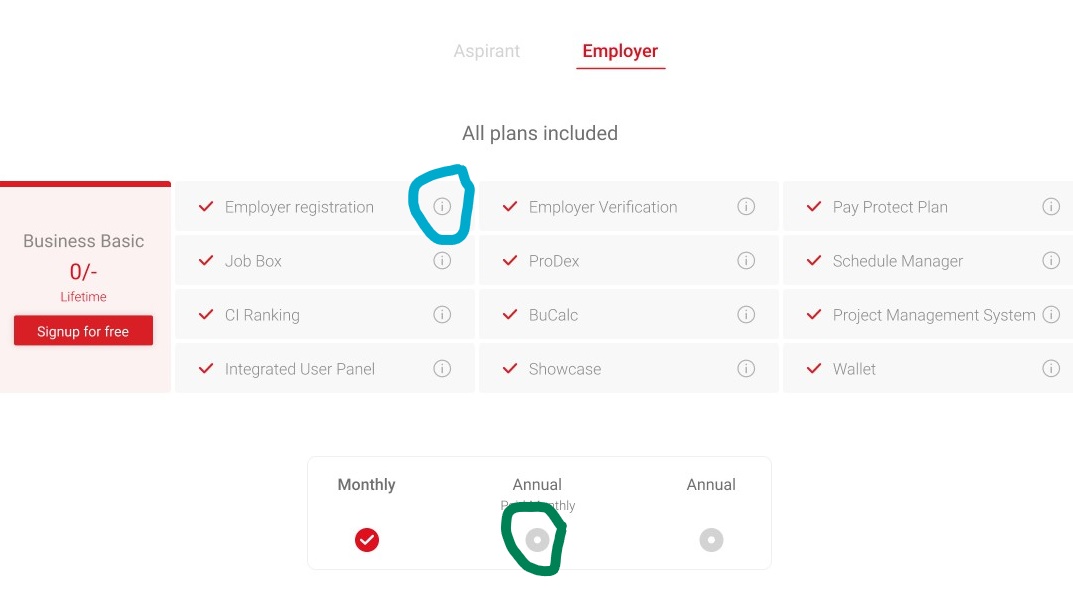 Aspirant Employer
All plans included
Business Basic
0/-
Lifetime
Signup for free
Employer registration
Employer Verification
Pay Protect Plan
Job Box
ProDex
Schedule Manager
CI Ranking
BuCalc
Project Management System
Integrated User Panel
Showcase
Wallet
Monthly
Annual
Paid Monthly
Annual